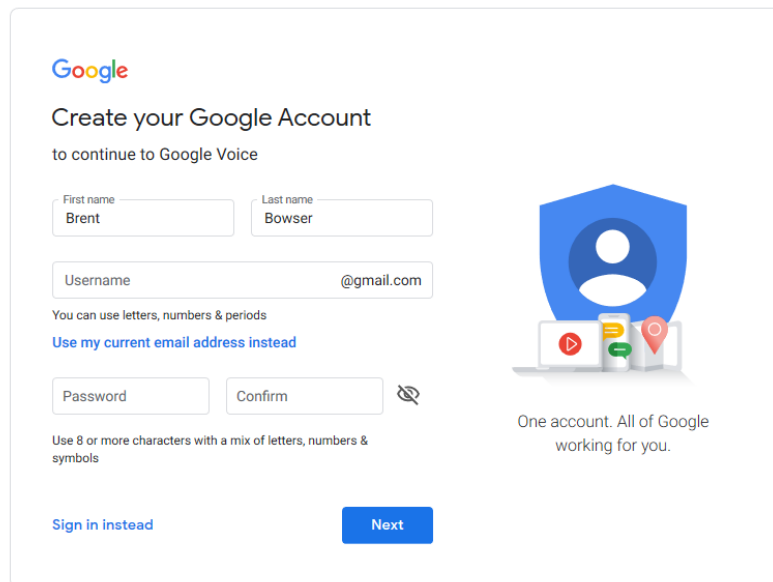 Google
Create your Google Account
to continue to Google Voice
First name
Brent
Last name
Bowser
Username
@gmail.com
You can use letters, numbers & periods
Use my current email address instead
Password
Confirm
Use 8 or more characters with a mix of letters, numbers &
symbols
Sign in instead
Next
One account. All of Google
working for you.